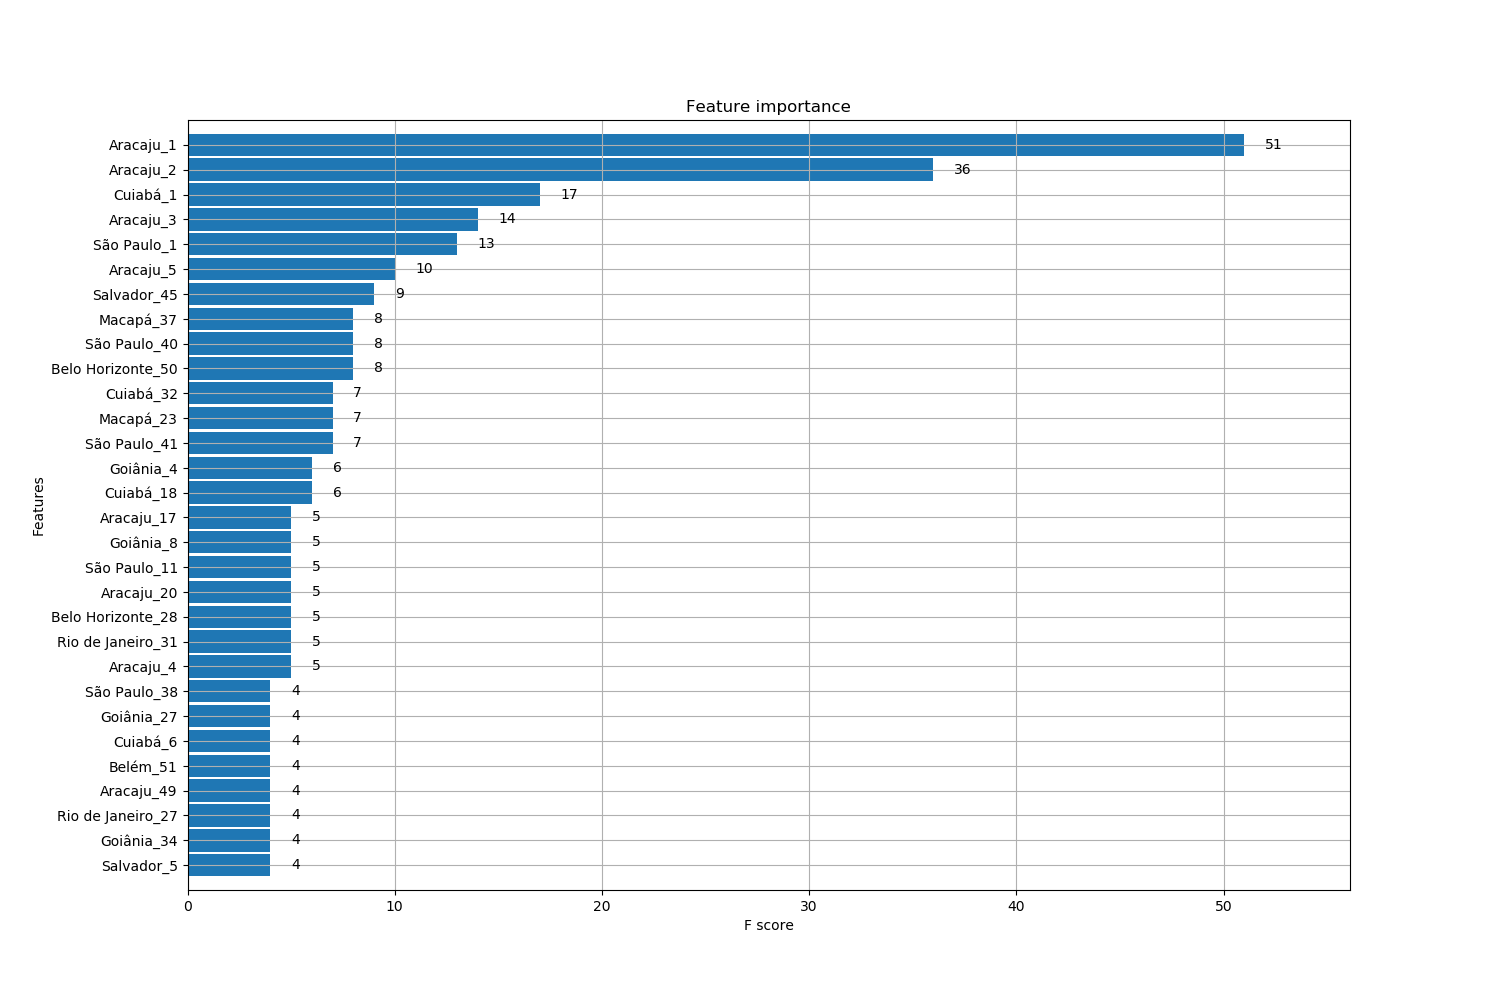 Feature importance
Aracaju_1 51
Aracaju_2 36
Cuiabá_1 17
Aracaju_3 14
São Paulo_1 13
Aracaju_5 10
Salvador_45 9
Macapá_37 8
São Paulo_40 8
Belo Horizonte_50 8
Cuiabá_32 7
Macapá_23 7
São Paulo_41 7
Goiânia_4 6
Cuiabá_18 6
Aracaju_17 5
Goiânia_8 5
São Paulo_11 5
Aracaju_20 5
Belo Horizonte_28 5
Rio de Janeiro_31 5
Aracaju_4 5
São Paulo_38 4
Goiânia_27 4
Cuiabá_6 4
Belém_51 4
Aracaju_49 4
Rio de Janeiro_27 4
Goiânia_34 4
Salvador_5 4
Features
0 10 20 30 40 50
F score